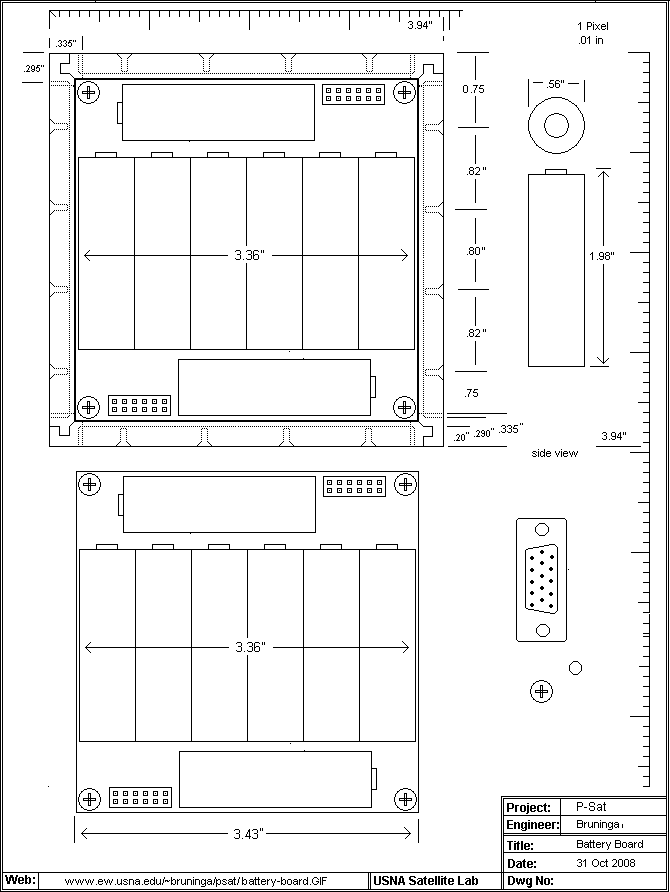 3.94"
1 Pixel
.01 in
.335"
.295"
0.75
.56"
.82"
3.36"
.80"
1.98"
.82"
.75
.20" .290" .335"
3.94"
side view
3.36"
3.43"
Project: P-Sat
Engineer: Bruninga
Title: Battery Board
Date: 31 Oct 2008
Web: www.ew.usna.edu/~bruninga/psat/battery-board.GIF USNA Satellite Lab Dwg No: